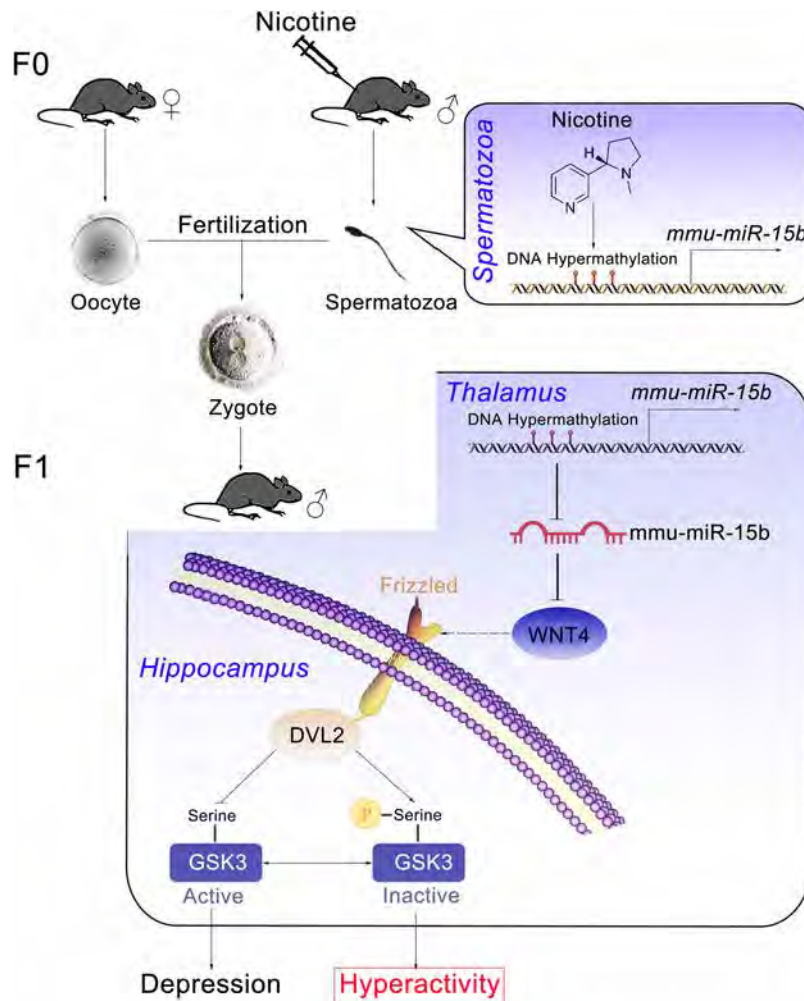 Nicotine
F0
♀
♂
Spermatozoa
Nicotine
H
N
N
mmu-miR-15b
DNA Hypermathylation
Fertilization
Oocyte
Spermatozoa
Zygote
F1
♂
Thalamus
mmu-miR-15b
DNA Hypermathylation
mmu-miR-15b
WNT4
Frizzled
Hippocampus
DVL2
Serine
P
Serine
GSK3
GSK3
Active
Inactive
Depression
Hyperactivity